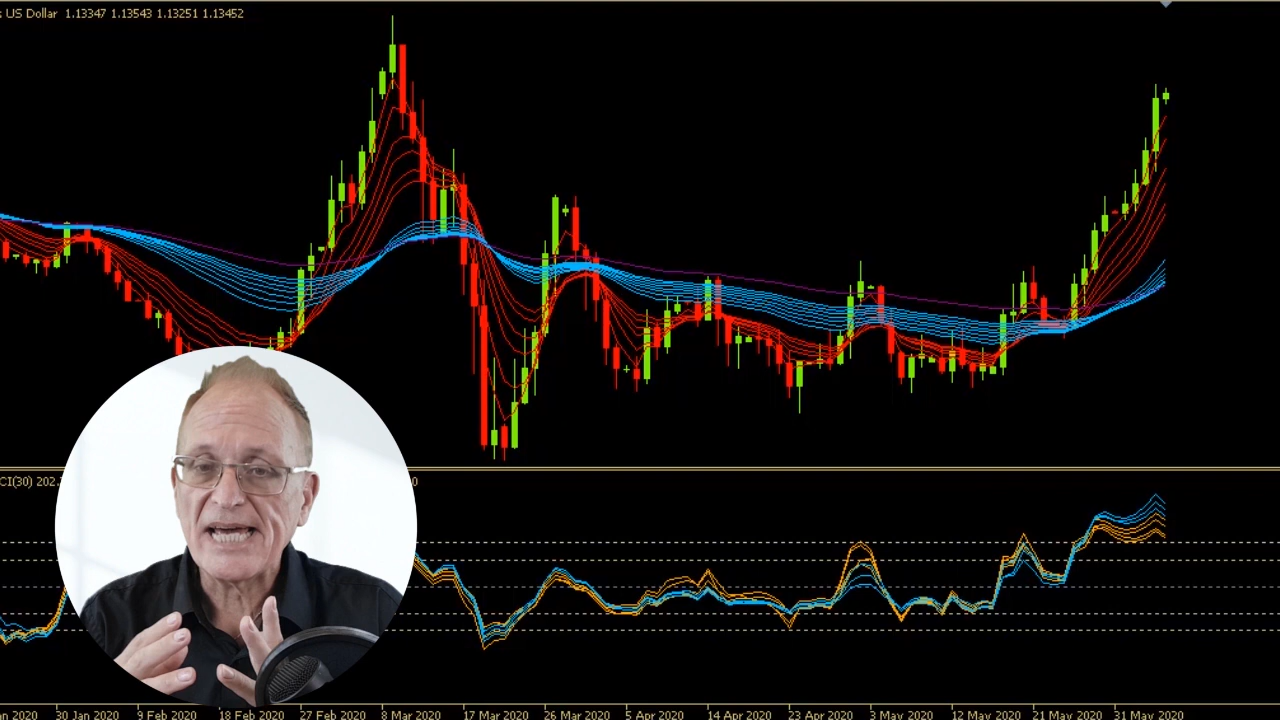 : US Dollar 1.13347 1.13543 1.13251 1.13452
CCI(30) 202. 0
an 2020 30 Jan 2020 9 Feb 2020 18 Feb 2020 27 Feb 2020 8 Mar 2020 17 Mar 2020 26 Mar 2020 5 Apr 2020 14 Apr 2020 23 Apr 2020 3 May 2020 12 May 2020 21 May 2020 31 May 2020